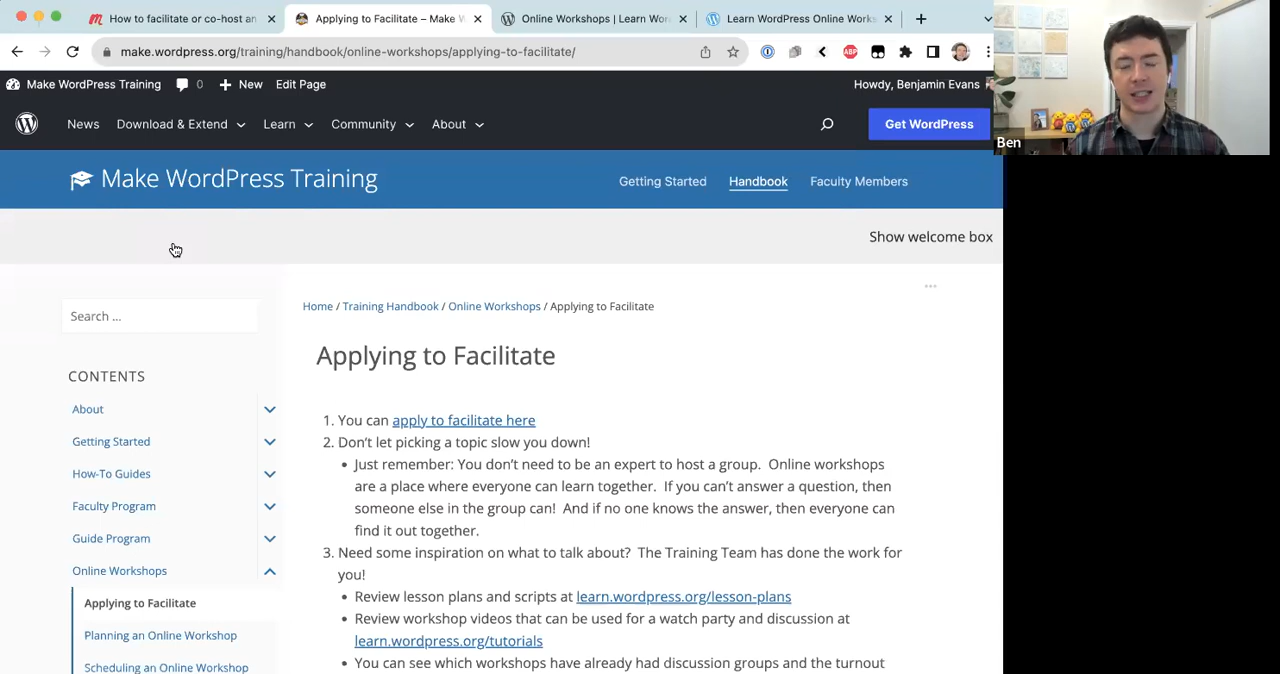 How to facilitate or co-host an
Applying to Facilitate – Make W
Online Workshops | Learn Wor
Learn WordPress Online Works
make.wordpress.org/training/handbook/online-workshops/applying-to-facilitate/
ABP
Make WordPress Training
0
New
Edit Page
Howdy, Benjamin Evans
News
Download & Extend
Learn
Community
About
Get WordPress
Ben
Make WordPress Training
Getting Started
Handbook
Faculty Members
Show welcome box
Search ...
Home / Training Handbook / Online Workshops / Applying to Facilitate
Applying to Facilitate
CONTENTS
About
Getting Started
How-To Guides
Faculty Program
Guide Program
Online Workshops
Applying to Facilitate
Planning an Online Workshop
Scheduling an Online Workshop
1. You can apply to facilitate here
2. Don't let picking a topic slow you down!
• Just remember: You don't need to be an expert to host a group. Online workshops
are a place where everyone can learn together. If you can't answer a question, then
someone else in the group can! And if no one knows the answer, then everyone can
find it out together.
3. Need some inspiration on what to talk about? The Training Team has done the work for
you!
• Review lesson plans and scripts at learn.wordpress.org/lesson-plans
• Review workshop videos that can be used for a watch party and discussion at
learn.wordpress.org/tutorials
• You can see which workshops have already had discussion groups and the turnout